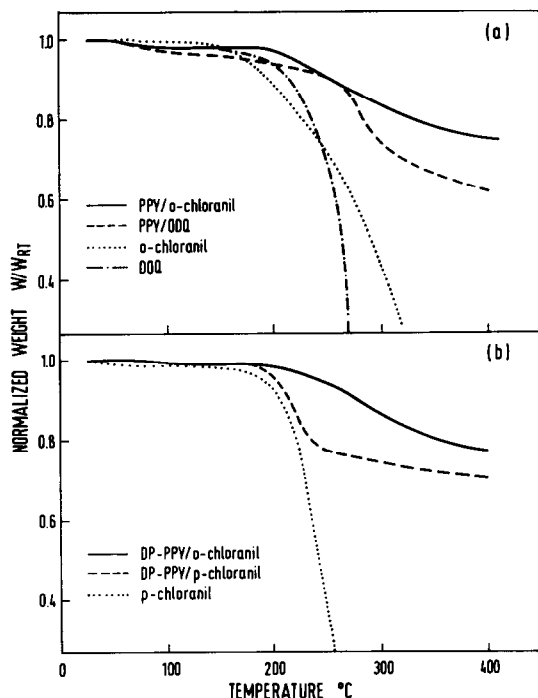 (a)
1.0
0.8
0.6
0.4
PPY/o-chloranil
PPY/DDQ
o-chloranil
DDQ
NORMALIZED WEIGHT W/WRT
(b)
1.0
0.8
0.6
0.4
DP-PPY/o-chloranil
DP-PPY/p-chloranil
p-chloranil
0 100 200 300 400
TEMPERATURE °C